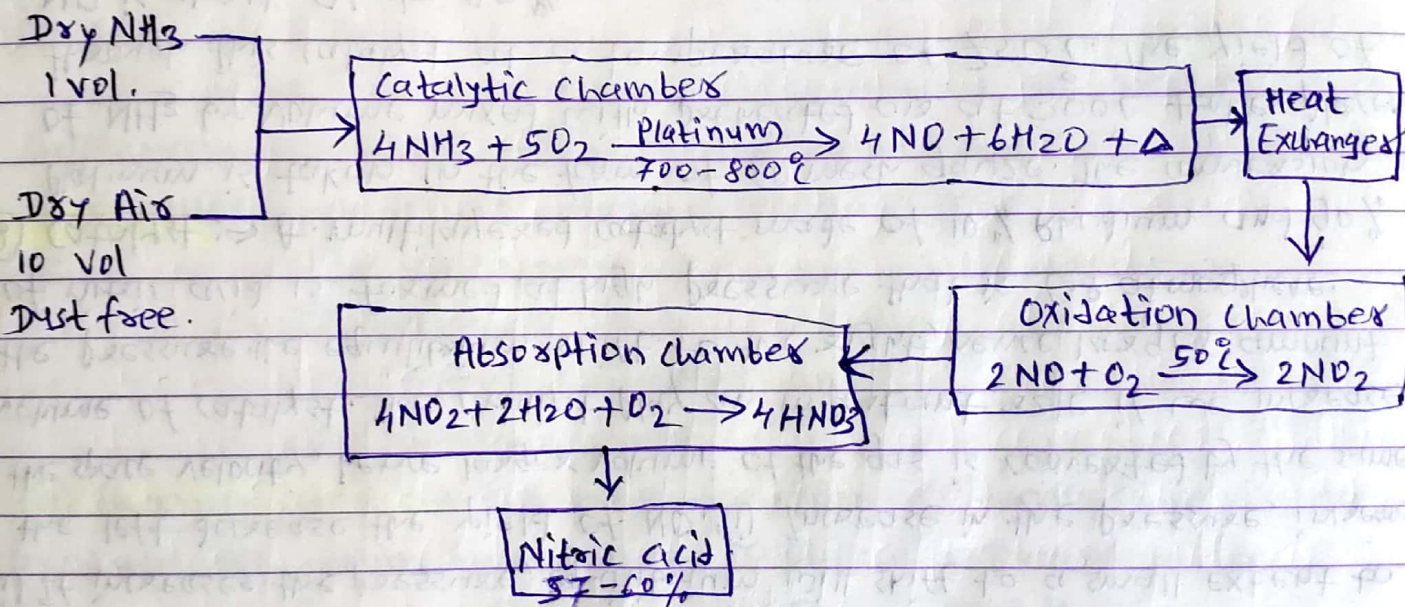 Dry NH3
1 vol.
Dry Air
10 vol
Dust free.
Catalytic Chamber
4NH3 + 5O2 Platinum 700-800°C → 4NO + 6H2O + Δ
Heat
Exchanger
Oxidation Chamber
2NO + O2 50°C → 2NO2
Absorption Chamber
4NO2 + 2H2O + O2 → 4HNO3
Nitric acid
57-60%